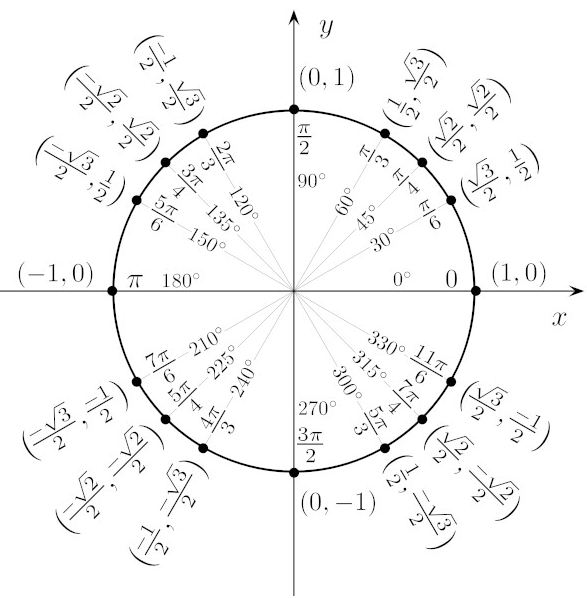 y
(0, 1)
(−1/2, √3/2)
(−√2/2, √2/2)
(−√3/2, 1/2)
(1/2, √3/2)
(√2/2, √2/2)
(√3/2, 1/2)
π/2
90°
2π/3
120°
3π/4
135°
5π/6
150°
π/3
60°
π/4
45°
π/6
30°
(−1, 0)
π
180°
0°
0
(1, 0)
x
7π/6
210°
5π/4
225°
4π/3
240°
11π/6
330°
7π/4
315°
5π/3
300°
270°
3π/2
(0, −1)
(−√3/2, −1/2)
(−√2/2, −√2/2)
(−1/2, −√3/2)
(√3/2, −1/2)
(√2/2, −√2/2)
(1/2, −√3/2)